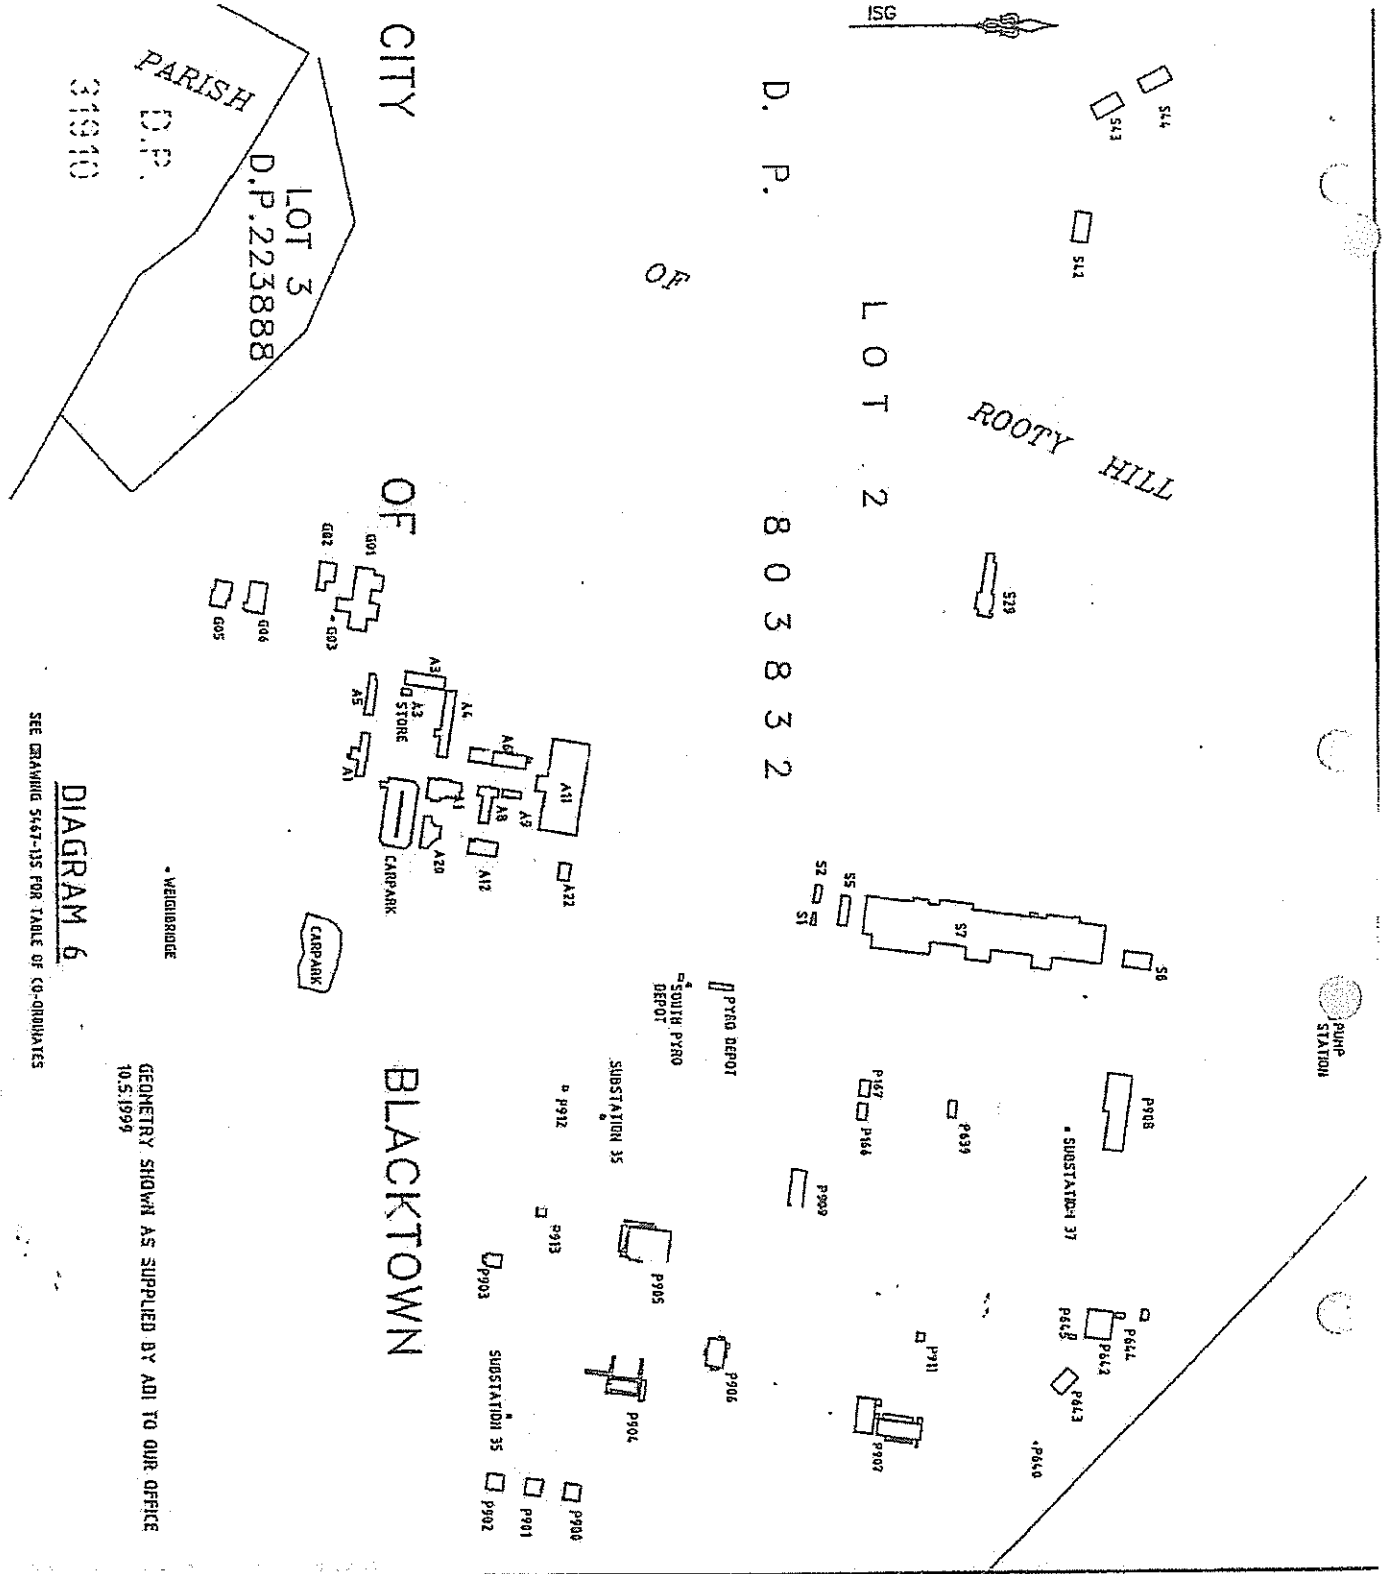 ISG
S44
S43
S42
CITY
D. P.
PARISH
D.P.
31910
LOT 3
D.P.223888
OF
LOT 2
ROOTY HILL
OF
803832
S29
G01
G02
G03
G04
G05
A3
A3
STORE
A4
A5
A6
A11
A1
A8
A9
A20
A12
A22
CARPARK
CARPARK
S2
S1
S5
S7
S6
PUMP
STATION
WEIGHBRIDGE
PYRO DEPOT
SOUTH PYRO
DEPOT
SUBSTATION 35
P912
P167
P166
P639
P908
SUBSTATION 37
P909
BLACKTOWN
P913
P903
P905
P906
P904
P911
P907
P644
P642
P645
P643
P640
SUBSTATION 35
P902
P901
P900
DIAGRAM 6
SEE DRAWING 5467-135 FOR TABLE OF CO-ORDINATES
GEOMETRY SHOWN AS SUPPLIED BY ADI TO OUR OFFICE
10.5.1999